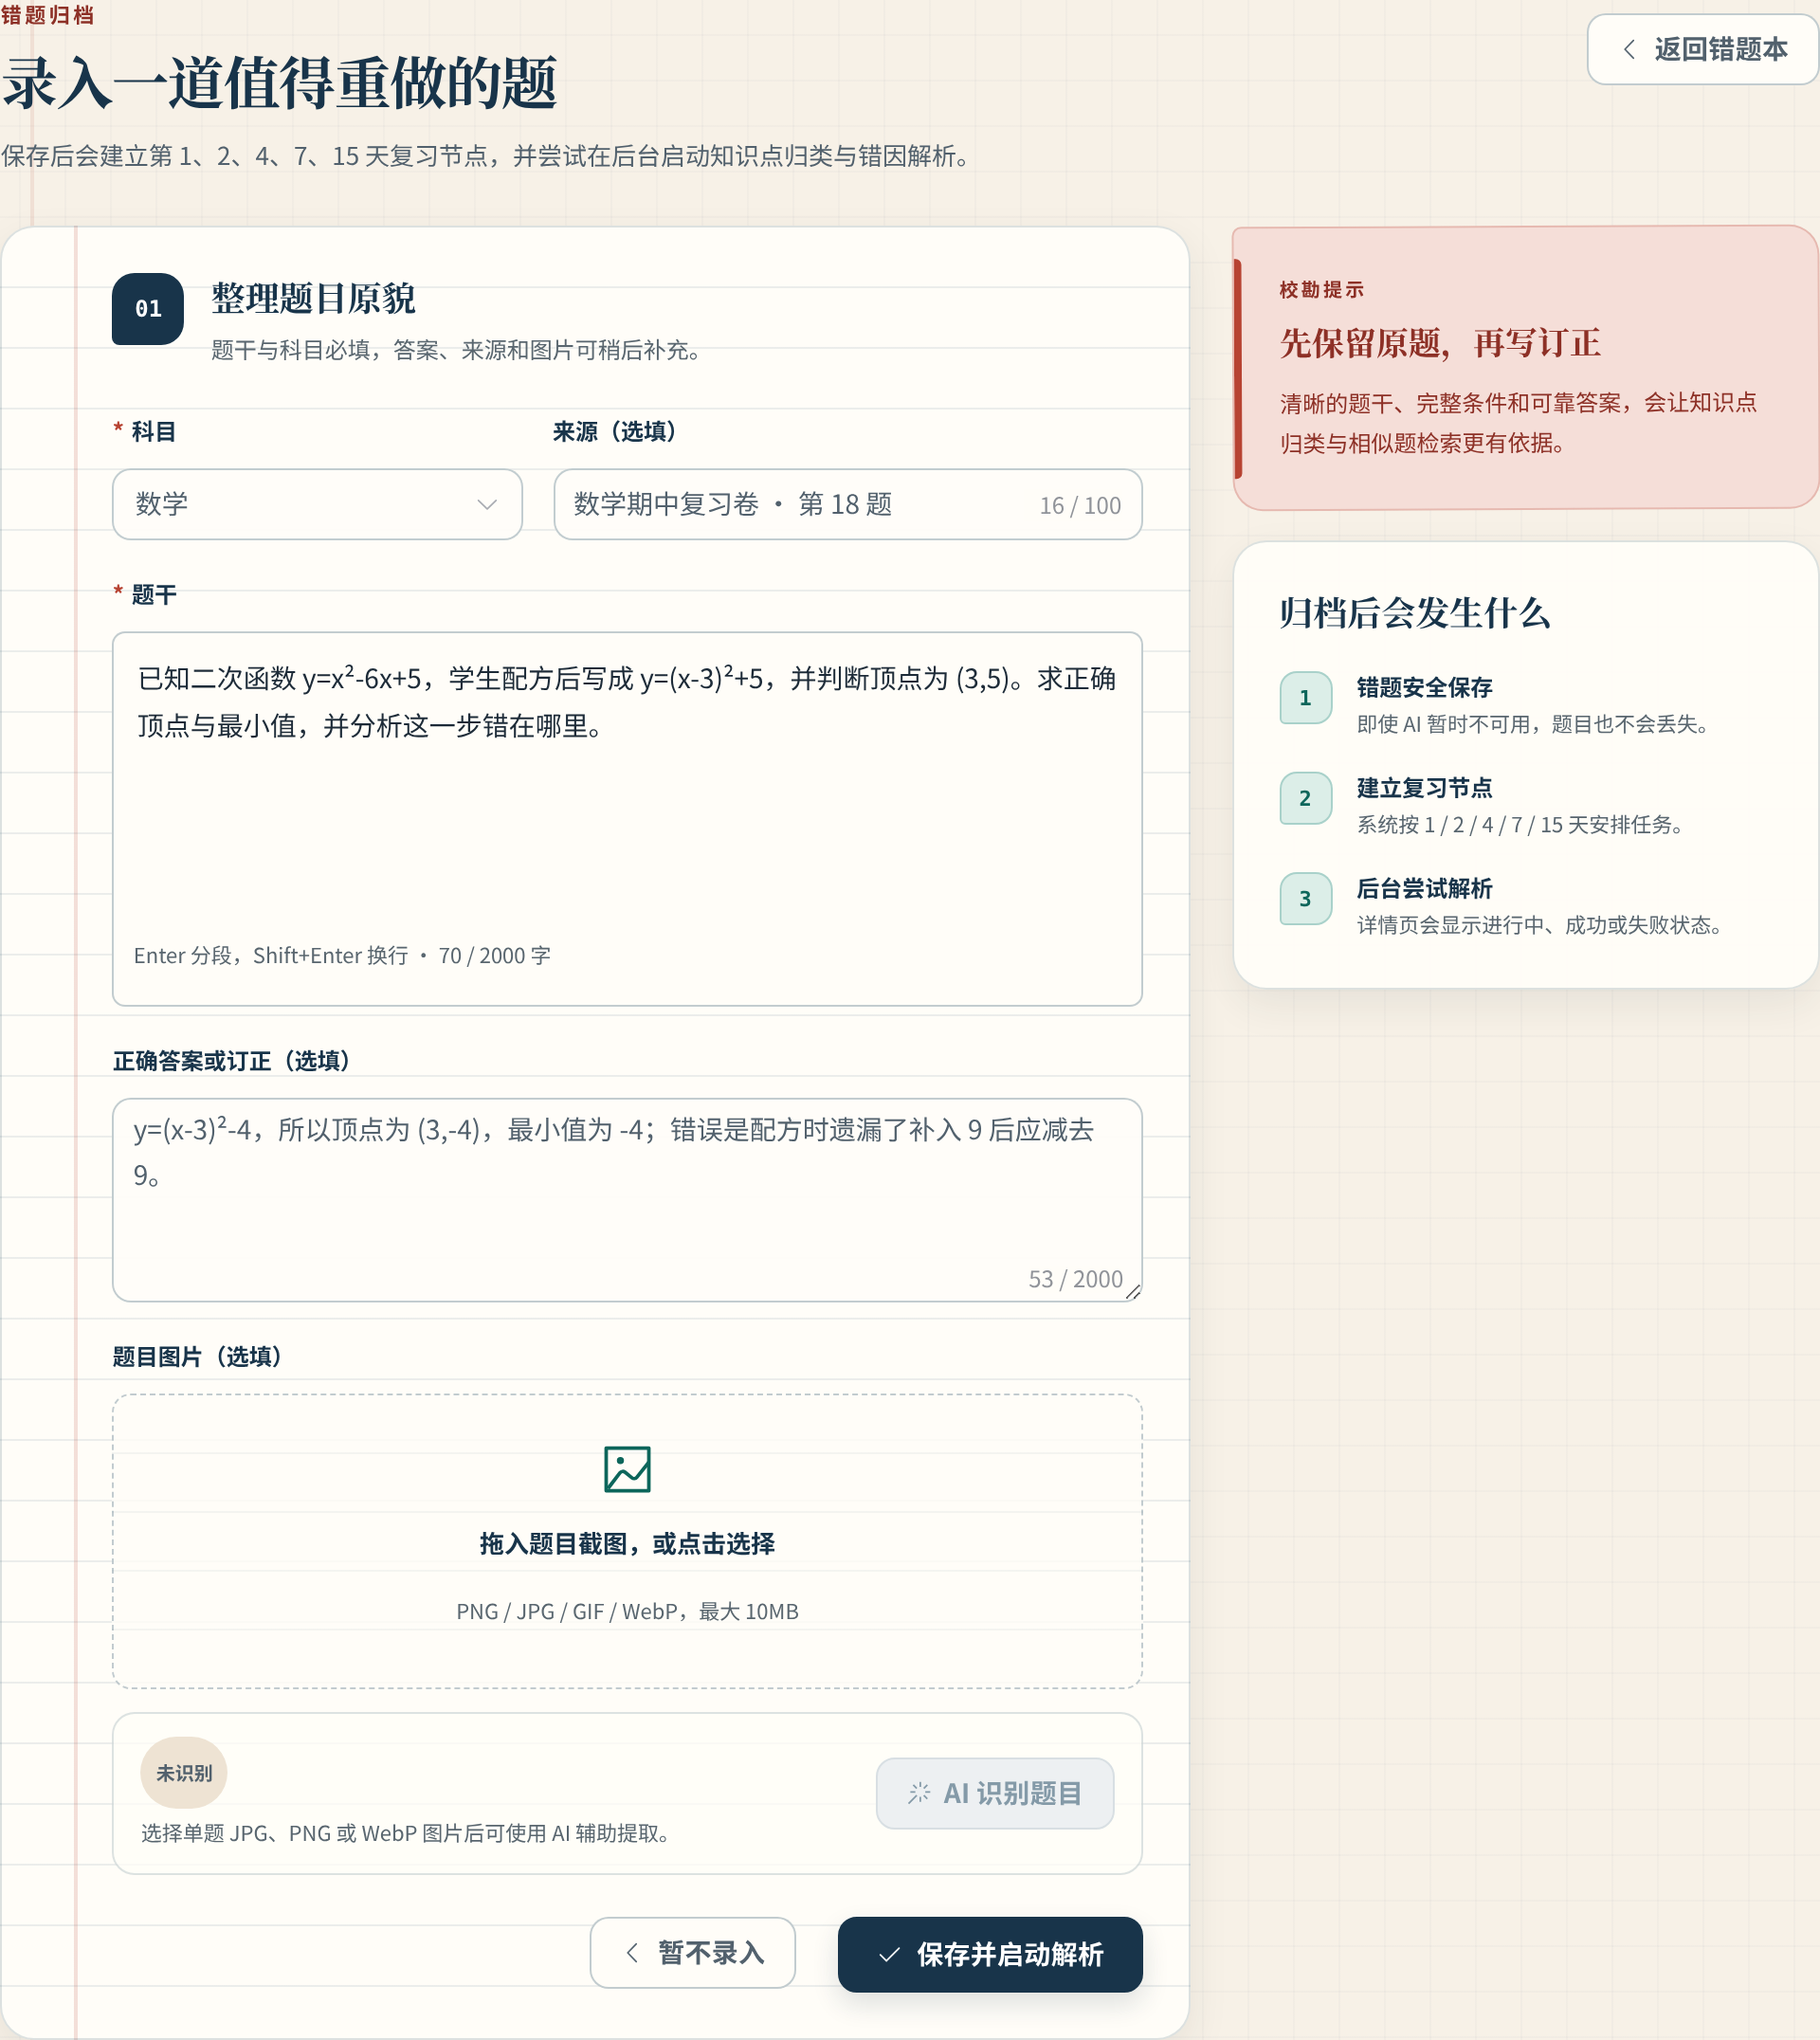 错题归档
录入一道值得重做的题
保存后会建立第 1、2、4、7、15 天复习节点，并尝试在后台启动知识点归类与错因解析。
返回错题本
01
整理题目原貌
题干与科目必填，答案、来源和图片可稍后补充。
* 科目
来源（选填）
数学
数学期中复习卷 · 第 18 题
16 / 100
* 题干
已知二次函数 y=x²-6x+5，学生配方后写成 y=(x-3)²+5，并判断顶点为 (3,5)。求正确
顶点与最小值，并分析这一步错在哪里。
Enter 分段，Shift+Enter 换行 · 70 / 2000 字
正确答案或订正（选填）
y=(x-3)²-4，所以顶点为 (3,-4)，最小值为 -4；错误是配方时遗漏了补入 9 后应减去
9。
53 / 2000
题目图片（选填）
拖入题目截图，或点击选择
PNG / JPG / GIF / WebP，最大 10MB
未识别
选择单题 JPG、PNG 或 WebP 图片后可使用 AI 辅助提取。
AI 识别题目
暂不录入
保存并启动解析
校勘提示
先保留原题，再写订正
清晰的题干、完整条件和可靠答案，会让知识点
归类与相似题检索更有依据。
归档后会发生什么
1
错题安全保存
即使 AI 暂时不可用，题目也不会丢失。
2
建立复习节点
系统按 1 / 2 / 4 / 7 / 15 天安排任务。
3
后台尝试解析
详情页会显示进行中、成功或失败状态。